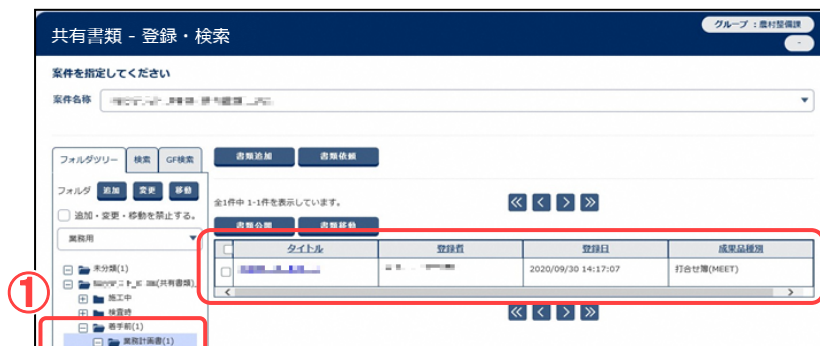 グループ：農村整備課
共有書類 - 登録・検索
-
案件を指定してください
案件名称
フォルダツリー 検索 GF検索
書類追加 書類依頼
フォルダ 追加 変更 移動
全1件中 1-1件を表示しています。
追加・変更・移動を禁止する。
書類公開 書類移動
業務用
タイトル 登録者 登録日 成果品種別
2020/09/30 14:17:07 打合せ簿(MEET)
未分類(1)
(共有書類)
①
施工中
検査時
着手前(1)
業務計画書(1)